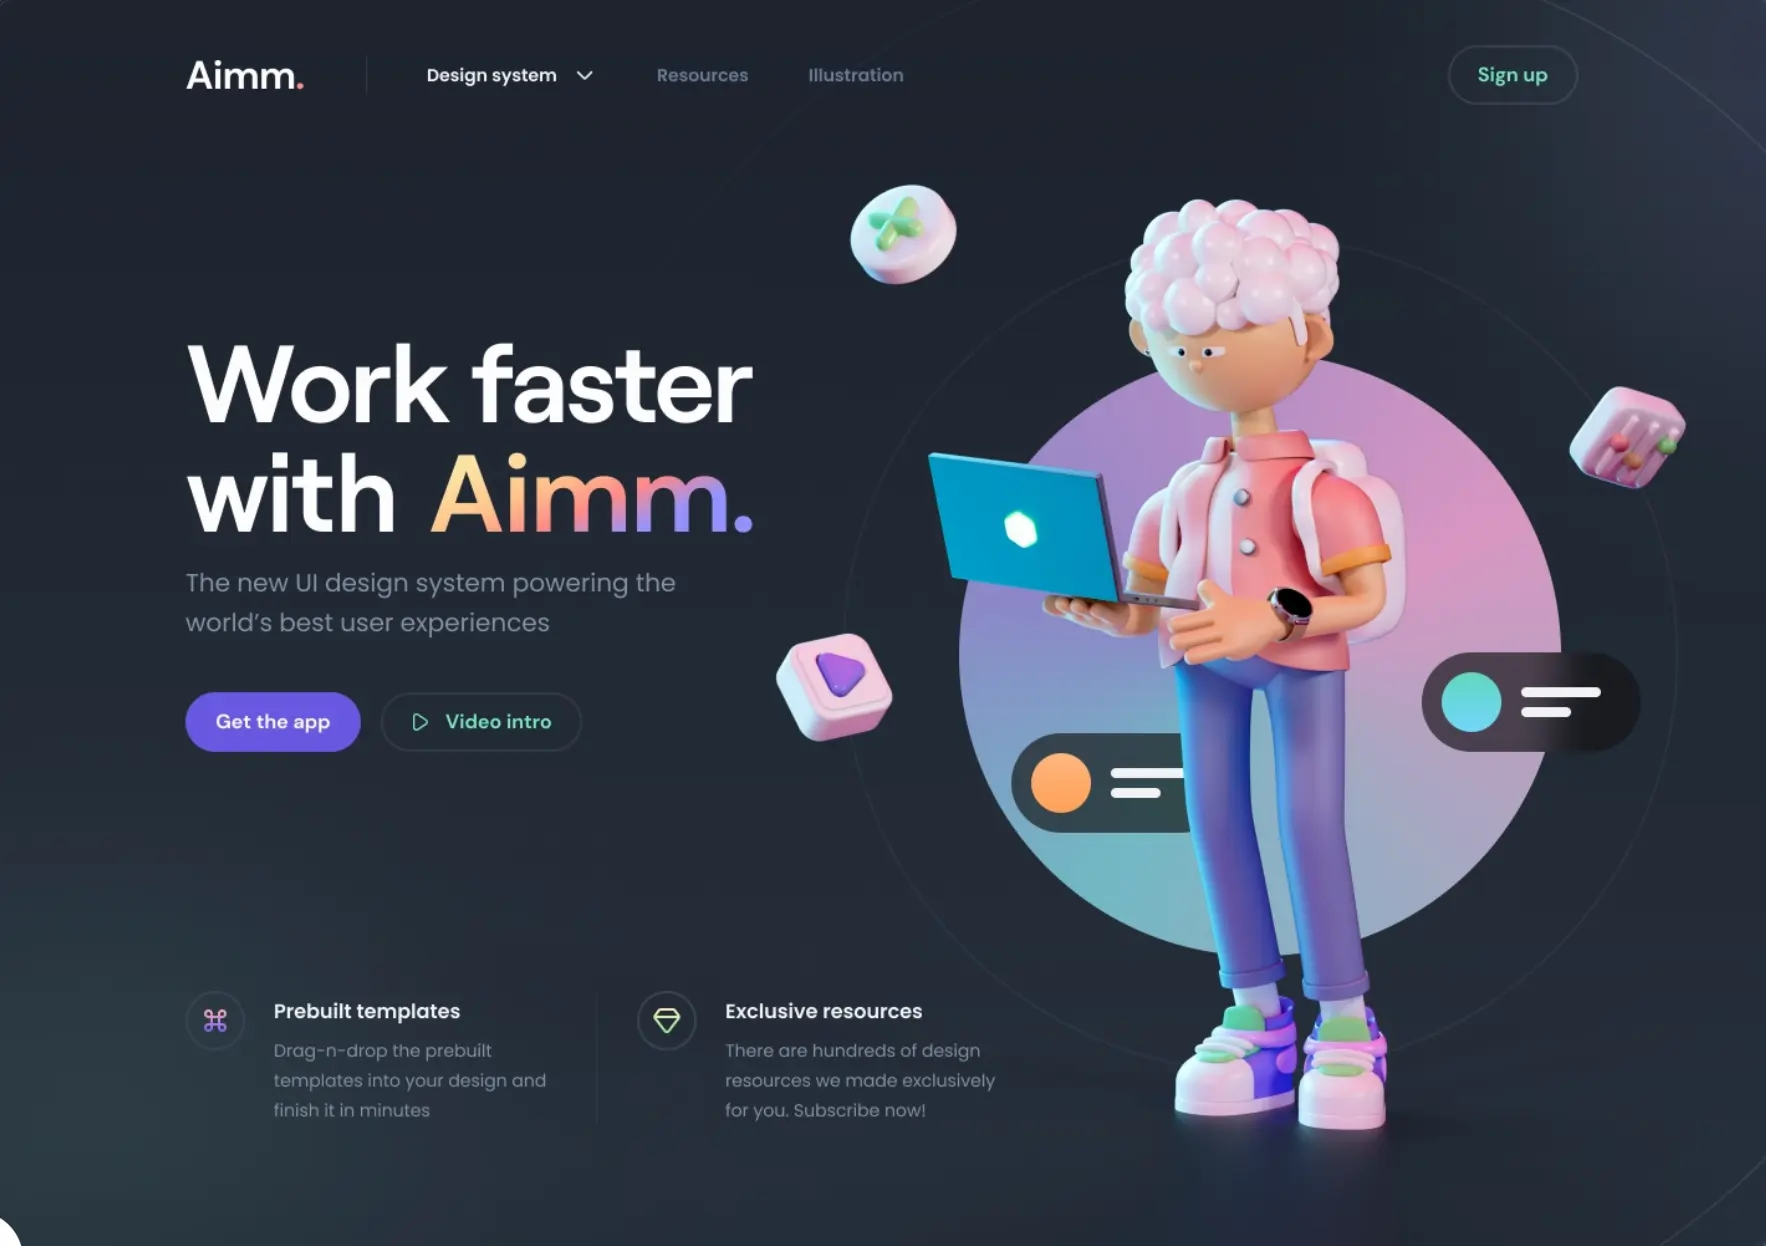 Aimm.
Design system
Resources
Illustration
Sign up
Work faster
with Aimm.
The new UI design system powering the
world’s best user experiences
Get the app
Video intro
Prebuilt templates
Drag-n-drop the prebuilt
templates into your design and
finish it in minutes
Exclusive resources
There are hundreds of design
resources we made exclusively
for you. Subscribe now!